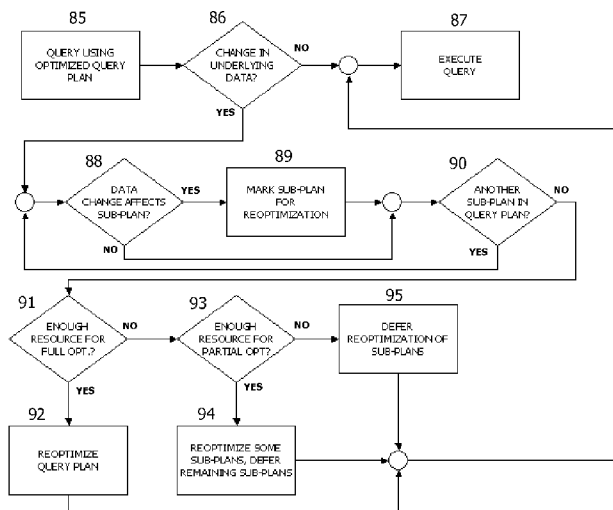 85
QUERY USING
OPTIMIZED QUERY
PLAN
86
CHANGE IN
UNDERLYING
DATA?
NO
YES
87
EXECUTE
QUERY
88
DATA
CHANGE AFFECTS
SUB-PLAN?
YES
NO
89
MARK SUB-PLAN
FOR
REOPTIMIZATION
90
ANOTHER
SUB-PLAN IN
QUERY PLAN?
NO
YES
91
ENOUGH
RESOURCE FOR
FULL OPT.?
NO
YES
93
ENOUGH
RESOURCE FOR
PARTIAL OPT?
NO
YES
95
DEFER
REOPTIMIZATION OF
SUB-PLANS
92
REOPTIMIZE
QUERY PLAN
94
REOPTIMIZE SOME
SUB-PLANS, DEFER
REMAINING SUB-PLANS